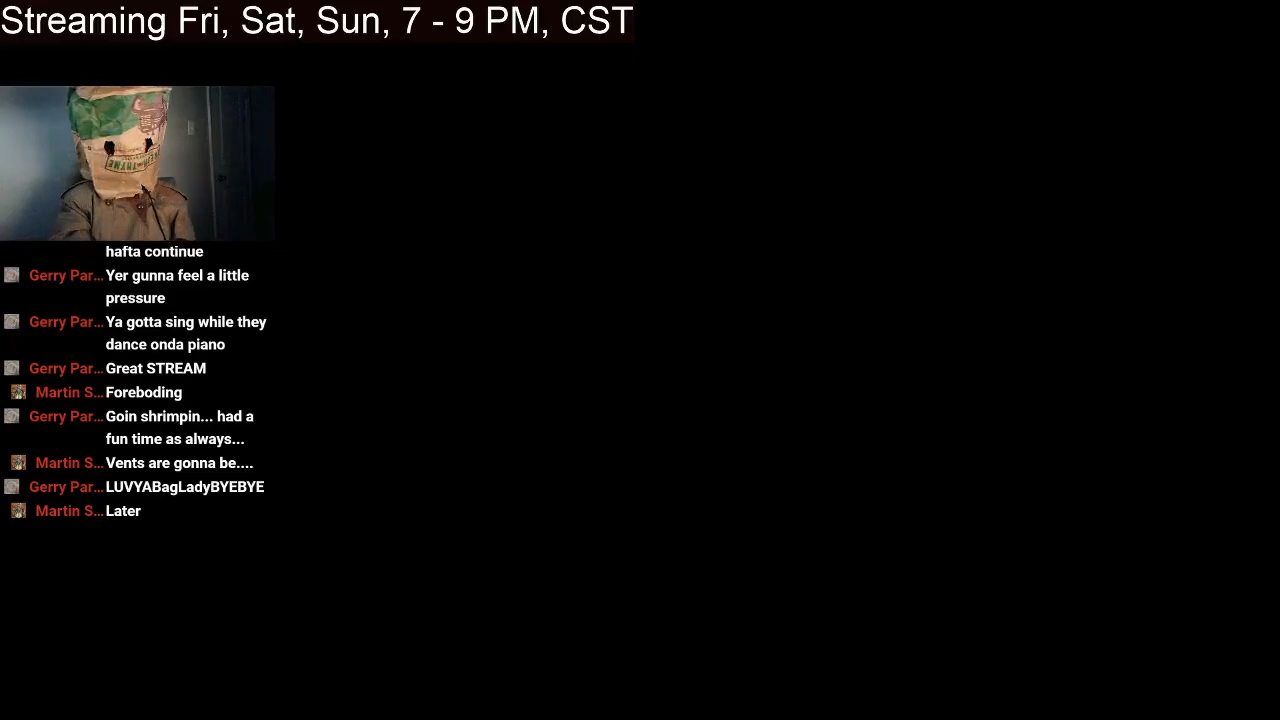 Streaming Fri, Sat, Sun, 7 - 9 PM, CST
hafta continue
Gerry Par... Yer gunna feel a little
pressure
Gerry Par... Ya gotta sing while they
dance onda piano
Gerry Par... Great STREAM
Martin S... Foreboding
Gerry Par... Goin shrimpin... had a
fun time as always...
Martin S... Vents are gonna be....
Gerry Par... LUVYABagLadyBYEBYE
Martin S... Later